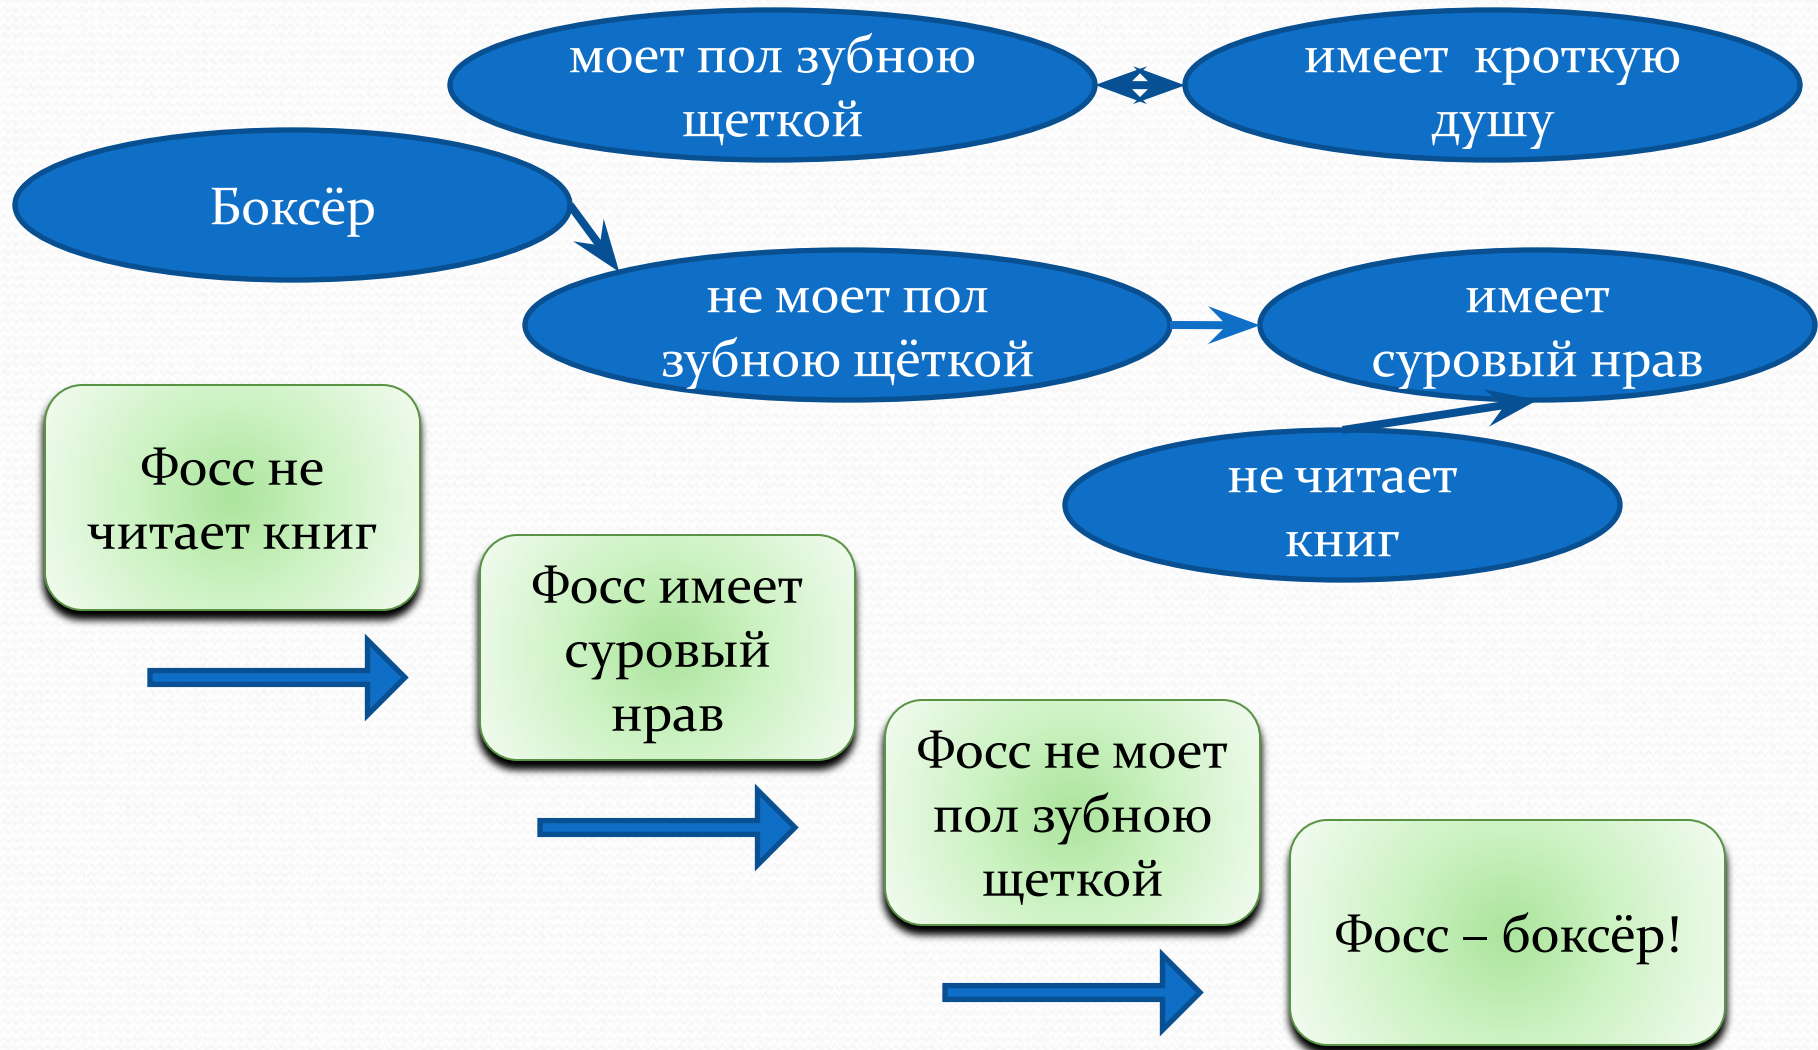 моет пол зубною
щеткой
имеет кроткую
душу
Боксёр
не моет пол
зубною щёткой
имеет
суровый нрав
не читает
книг
Фосс не
читает книг
Фосс имеет
суровый
нрав
Фосс не моет
пол зубною
щеткой
Фосс – боксёр!